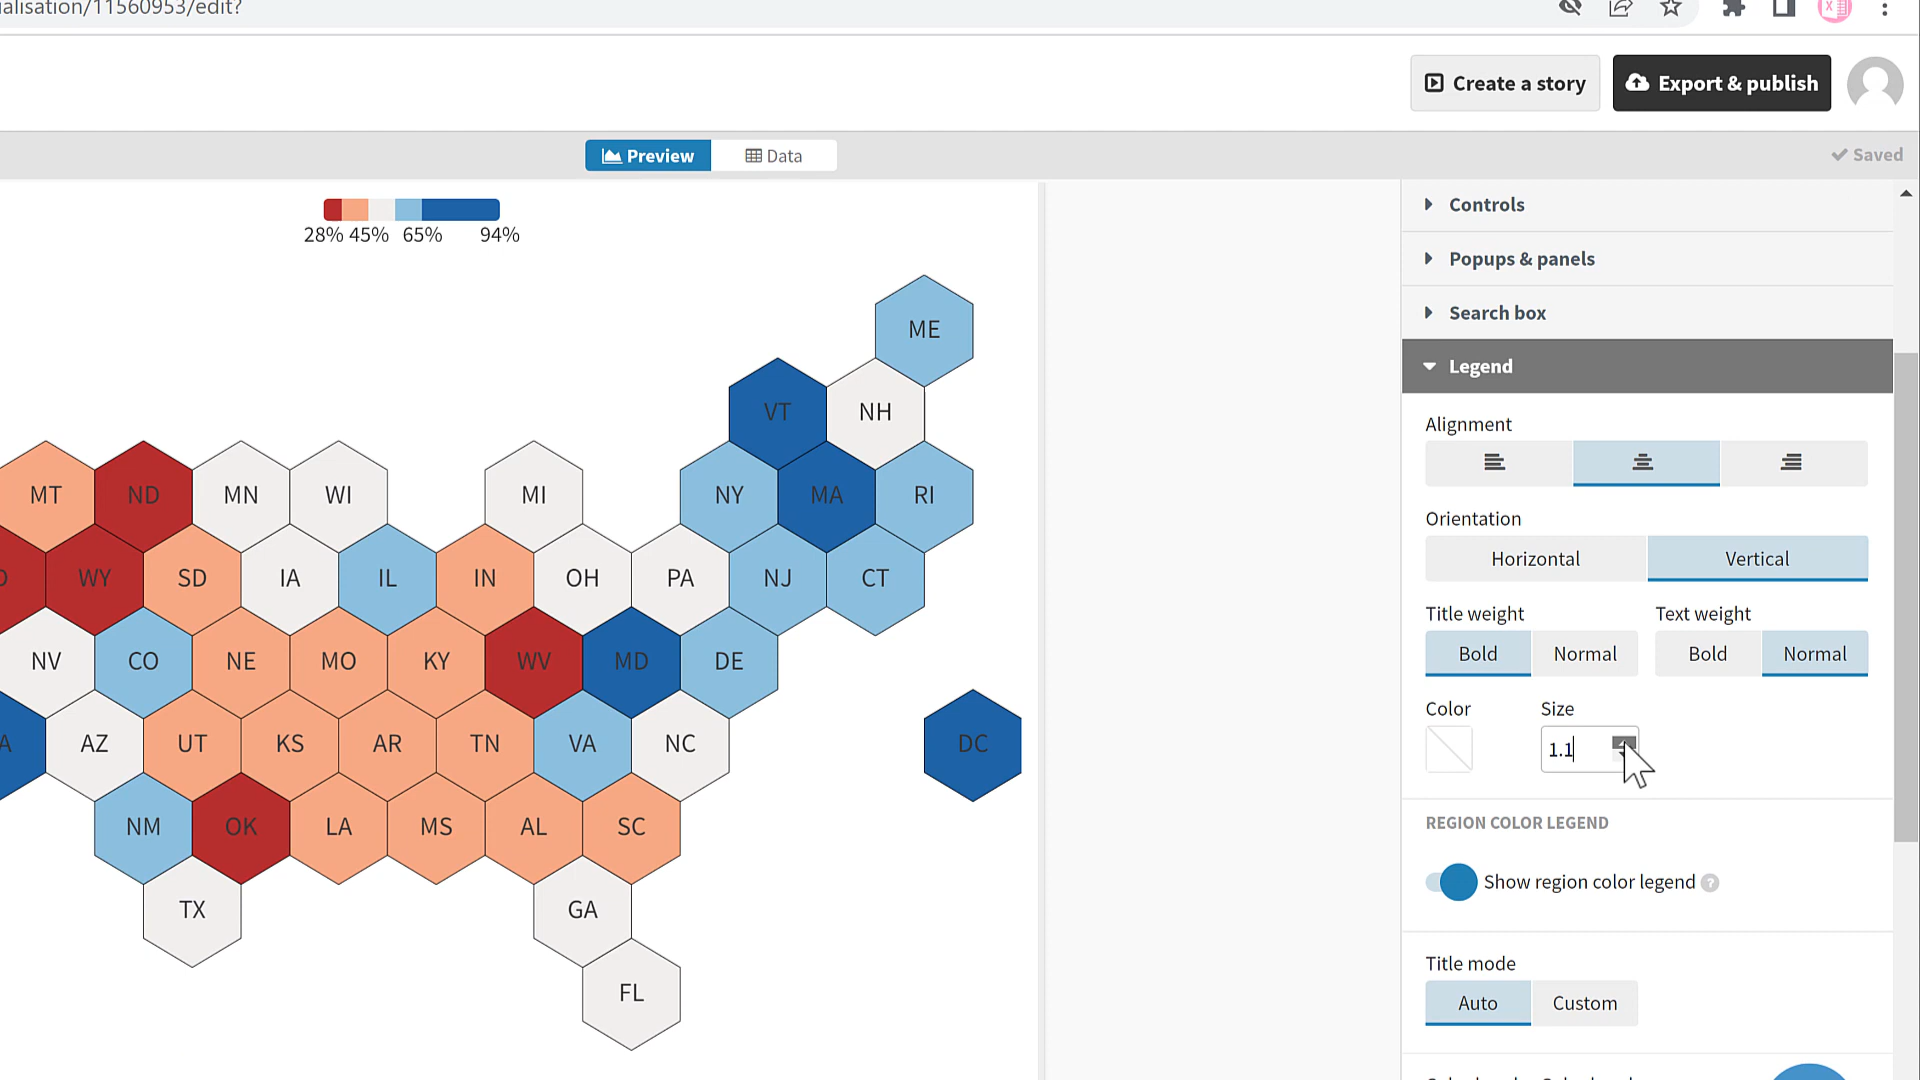 alisation/11560953/edit?
Create a story
Export & publish
Preview
Data
Saved
28% 45% 65% 94%
Controls
Popups & panels
Search box
Legend
Alignment
Orientation
Horizontal
Vertical
Title weight
Text weight
Bold
Normal
Bold
Normal
Color
Size
1.1
REGION COLOR LEGEND
Show region color legend ?
Title mode
Auto
Custom
ME
VT NH
MT ND MN WI MI NY MA RI
WY SD IA IL IN OH PA NJ CT
NV CO NE MO KY WV MD DE
A AZ UT KS AR TN VA NC DC
NM OK LA MS AL SC
TX GA
FL